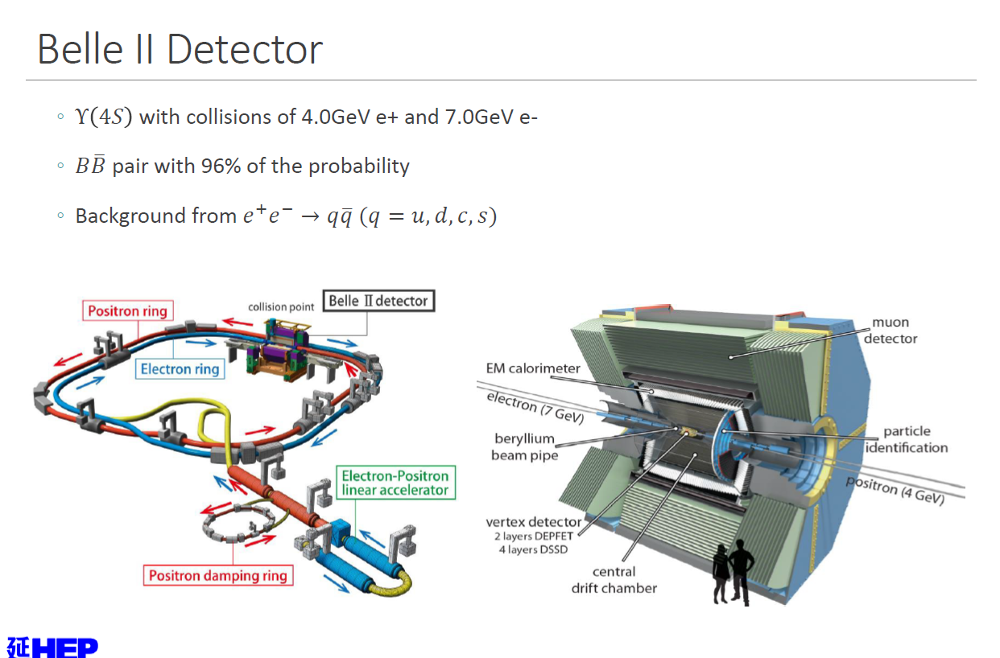 Belle II Detector
◦ ϒ(4S) with collisions of 4.0GeV e+ and 7.0GeV e-
◦ BB̄ pair with 96% of the probability
◦ Background from e⁺e⁻ → qq̄ (q = u, d, c, s)
Positron ring
collision point
Belle II detector
Electron ring
Electron-Positron
linear accelerator
Positron damping ring
muon
detector
EM calorimeter
electron (7 GeV)
beryllium
beam pipe
particle
identification
positron (4 GeV)
vertex detector
2 layers DEPFET
4 layers DSSD
central
drift chamber
延HEP